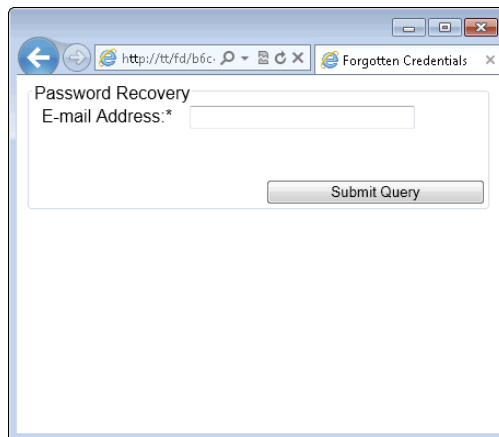 http://tt/fd/b6c
Forgotten Credentials
Password Recovery
E-mail Address:*
Submit Query